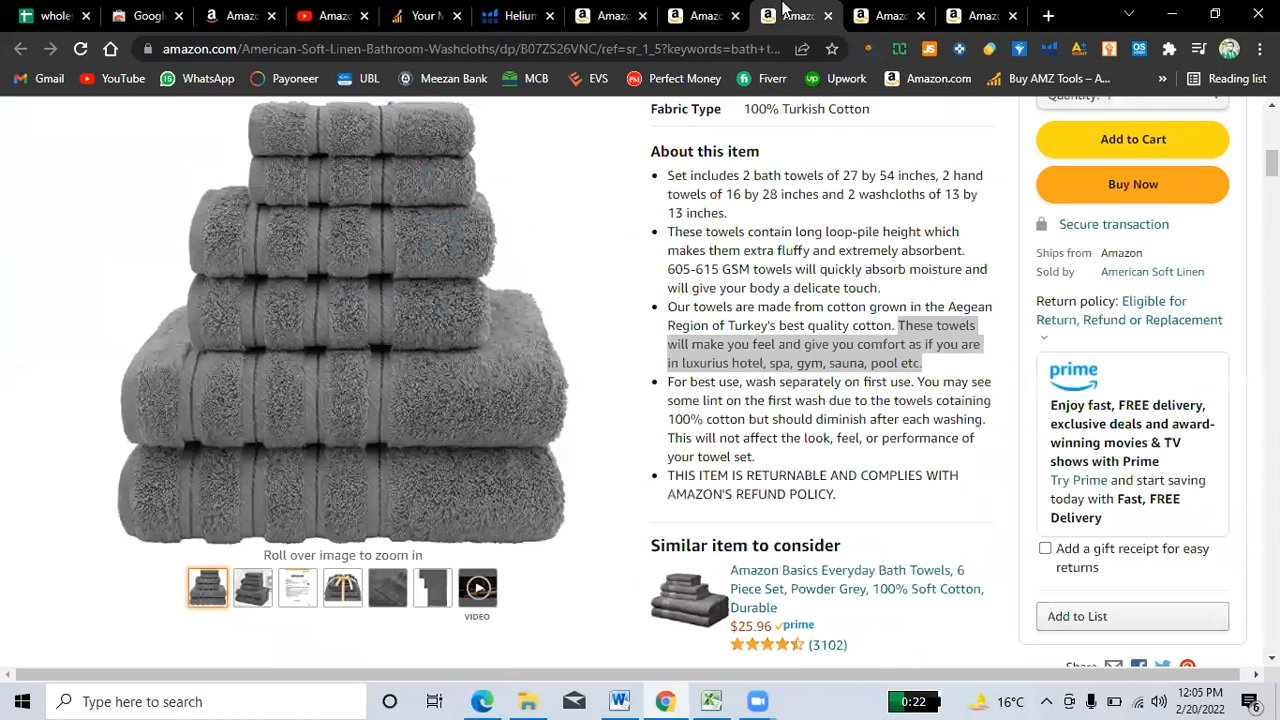 whole
Google
Amaz
Amaz
Your M
Helium
Amaz
Amaz
Amaz
Amaz
Amaz
amazon.com/American-Soft-Linen-Bathroom-Washcloths/dp/B07ZS26VNC/ref=sr_1_5?keywords=bath+t...
Gmail
YouTube
WhatsApp
Payoneer
UBL
Meezan Bank
MCB
EVS
Perfect Money
Fiverr
Upwork
Amazon
Buy AMZ Tools – A...
»
Reading list
Fabric Type 100% Turkish Cotton
About this item
• Set includes 2 bath towels of 27 by 54 inches, 2 hand
towels of 16 by 28 inches and 2 washcloths of 13 by
13 inches.
• These towels contain long loop-pile height which
makes them extra fluffy and extremely absorbent.
605-615 GSM towels will quickly absorb moisture and
will give your body a delicate touch.
• Our towels are made from cotton grown in the Aegean
Region of Turkey's best quality cotton. These towels
will make you feel and give you comfort as if you are
in luxurius hotel, spa, gym, sauna, pool etc.
• For best use, wash separately on first use. You may see
some lint on the first wash due to the towels cotaining
100% cotton but should diminish after each washing.
This will not affect the look, feel, or performance of
your towel set.
• THIS ITEM IS RETURNABLE AND COMPLIES WITH
AMAZON'S REFUND POLICY.
Roll over image to zoom in
VIDEO
Similar item to consider
Amazon Basics Everyday Bath Towels, 6
Piece Set, Powder Grey, 100% Soft Cotton,
Durable
$25.96 prime
(3102)
Quantity: 1
Add to Cart
Buy Now
Secure transaction
Ships from Amazon
Sold by American Soft Linen
Return policy: Eligible for
Return, Refund or Replacement
prime
Enjoy fast, FREE delivery,
exclusive deals and award-
winning movies & TV
shows with Prime
Try Prime and start saving
today with Fast, FREE
Delivery
Add a gift receipt for easy
returns
Add to List
Share
Type here to search
0:22
16°C
12:05 PM
2/20/2022
6